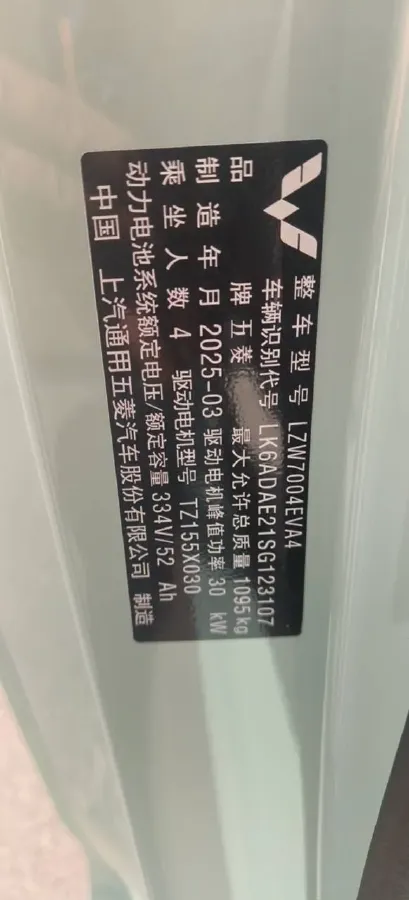 整车型号 LZW7004EVA4
车辆识别代号 LK6ADAE21SG123107
品牌 五菱 最大允许总质量 1095kg
制造年月 2025-03 驱动电机峰值功率 30 kW
乘坐人数 4 驱动电机型号 TZ155X030
动力电池系统额定电压/额定容量 334V/52 Ah
中国 上汽通用五菱汽车股份有限公司 制造